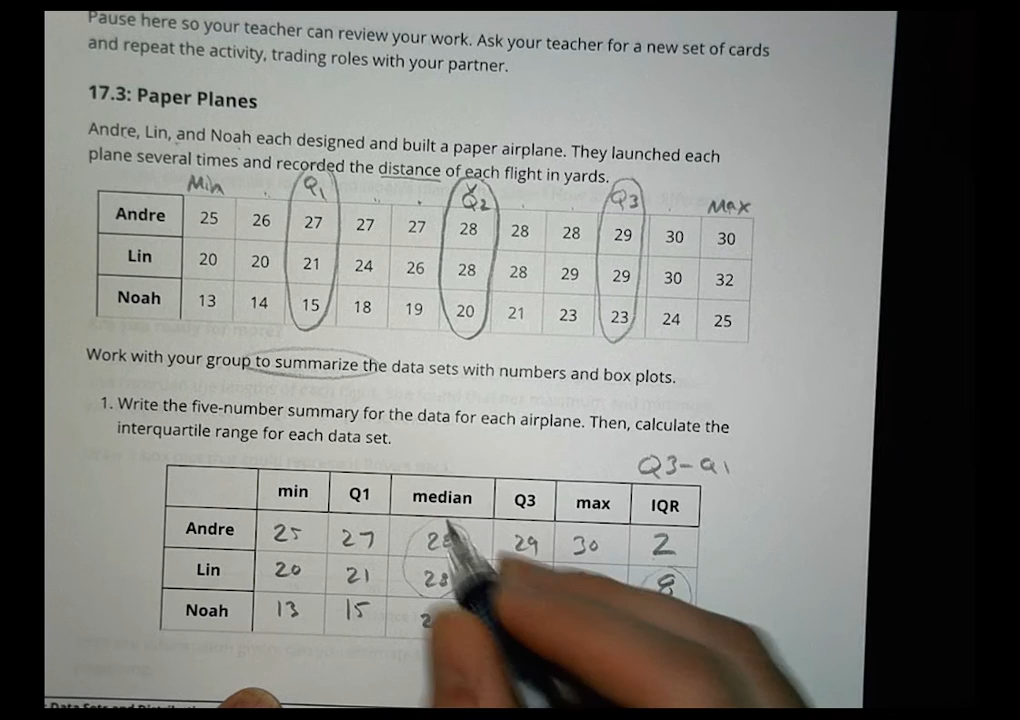 Pause here so your teacher can review your work. Ask your teacher for a new set of cards
and repeat the activity, trading roles with your partner.
17.3: Paper Planes
Andre, Lin, and Noah each designed and built a paper airplane. They launched each
plane several times and recorded the distance of each flight in yards.
Min Q1 Q2 Q3 Max
Andre 25 26 27 27 27 28 28 28 29 30 30
Lin 20 20 21 24 26 28 28 29 29 30 32
Noah 13 14 15 18 19 20 21 23 23 24 25
Work with your group to summarize the data sets with numbers and box plots.
1. Write the five-number summary for the data for each airplane. Then, calculate the
interquartile range for each data set.
Q3-Q1
min Q1 median Q3 max IQR
Andre 25 27 28 29 30 2
Lin 20 21 28 8
Noah 13 15 2